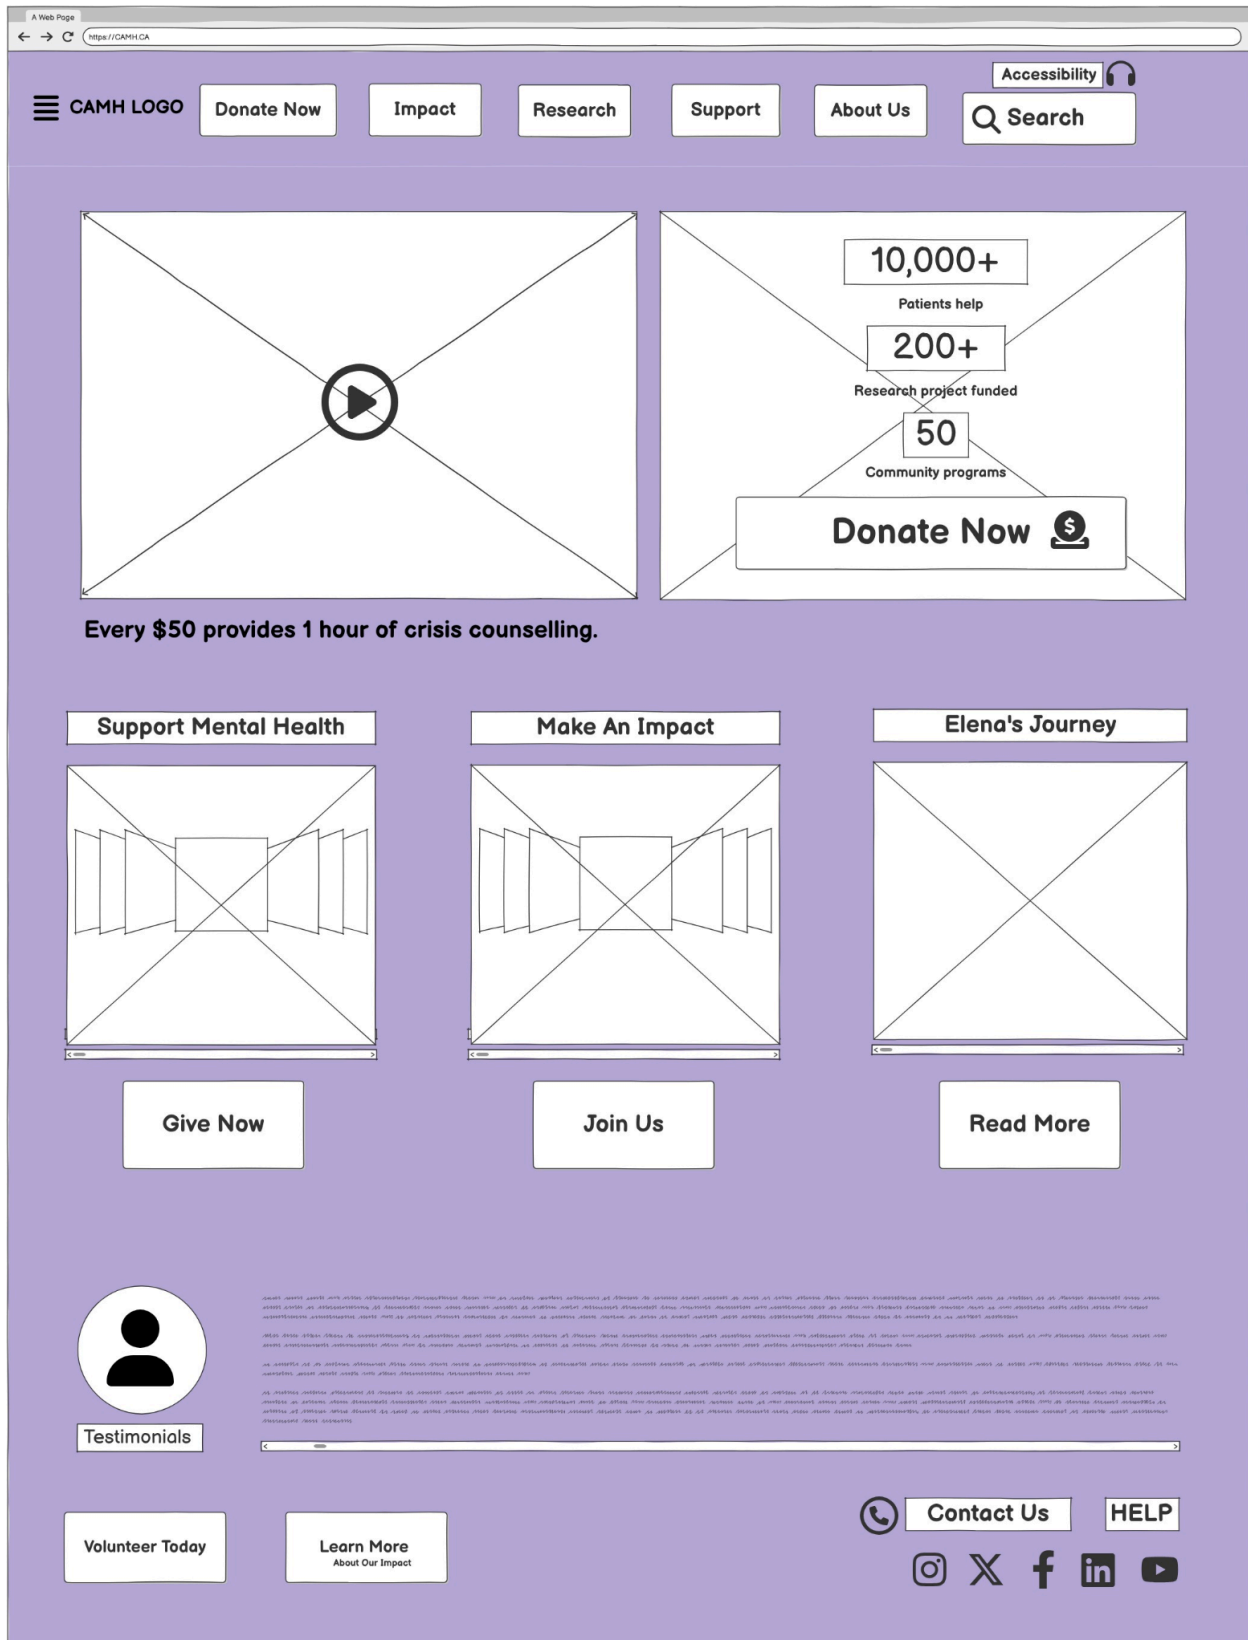 A Web Page
https://CAMH.CA
Accessibility
CAMH LOGO
Donate Now
Impact
Research
Support
About Us
Search
10,000+
Patients help
200+
Research project funded
50
Community programs
Donate Now
Every $50 provides 1 hour of crisis counselling.
Support Mental Health
Make An Impact
Elena's Journey
Give Now
Join Us
Read More
Testimonials
Contact Us
HELP
Volunteer Today
Learn More
About Our Impact